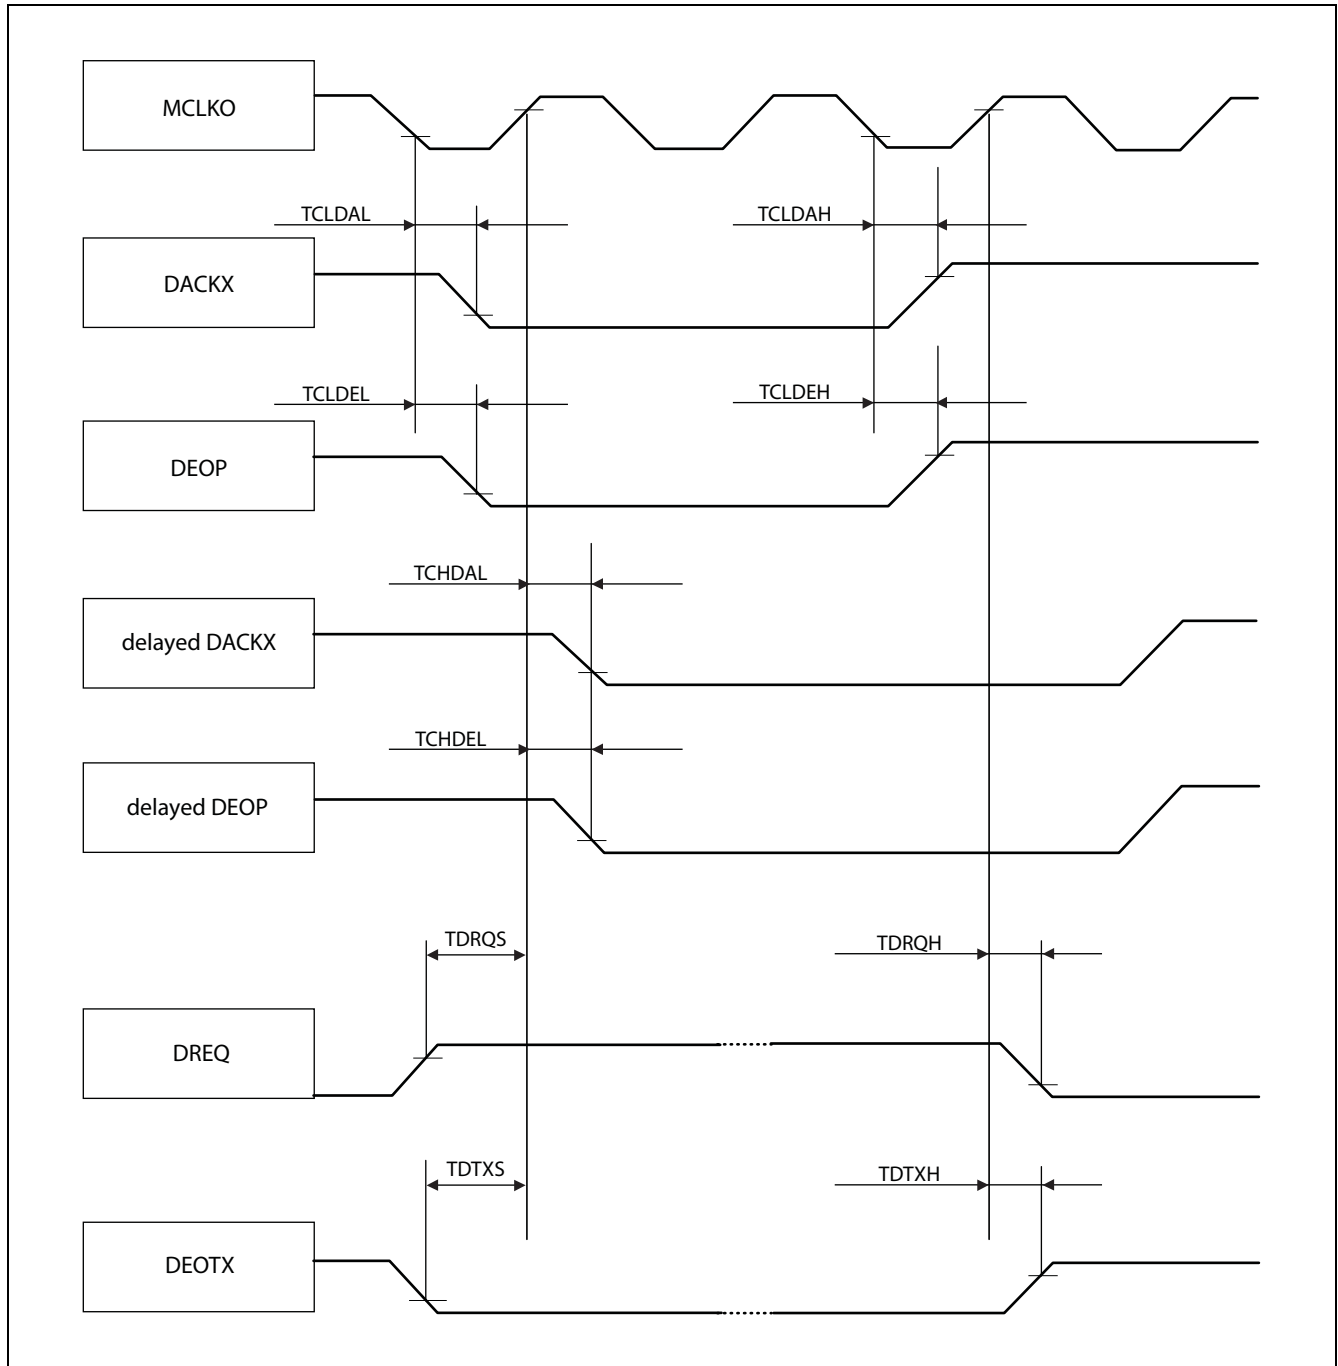 MCLKO
TCLDAL
TCLDAH
DACKX
TCLDEL
TCLDEH
DEOP
TCHDAL
delayed DACKX
TCHDEL
delayed DEOP
TDRQS
TDRQH
DREQ
TDTXS
TDTXH
DEOTX